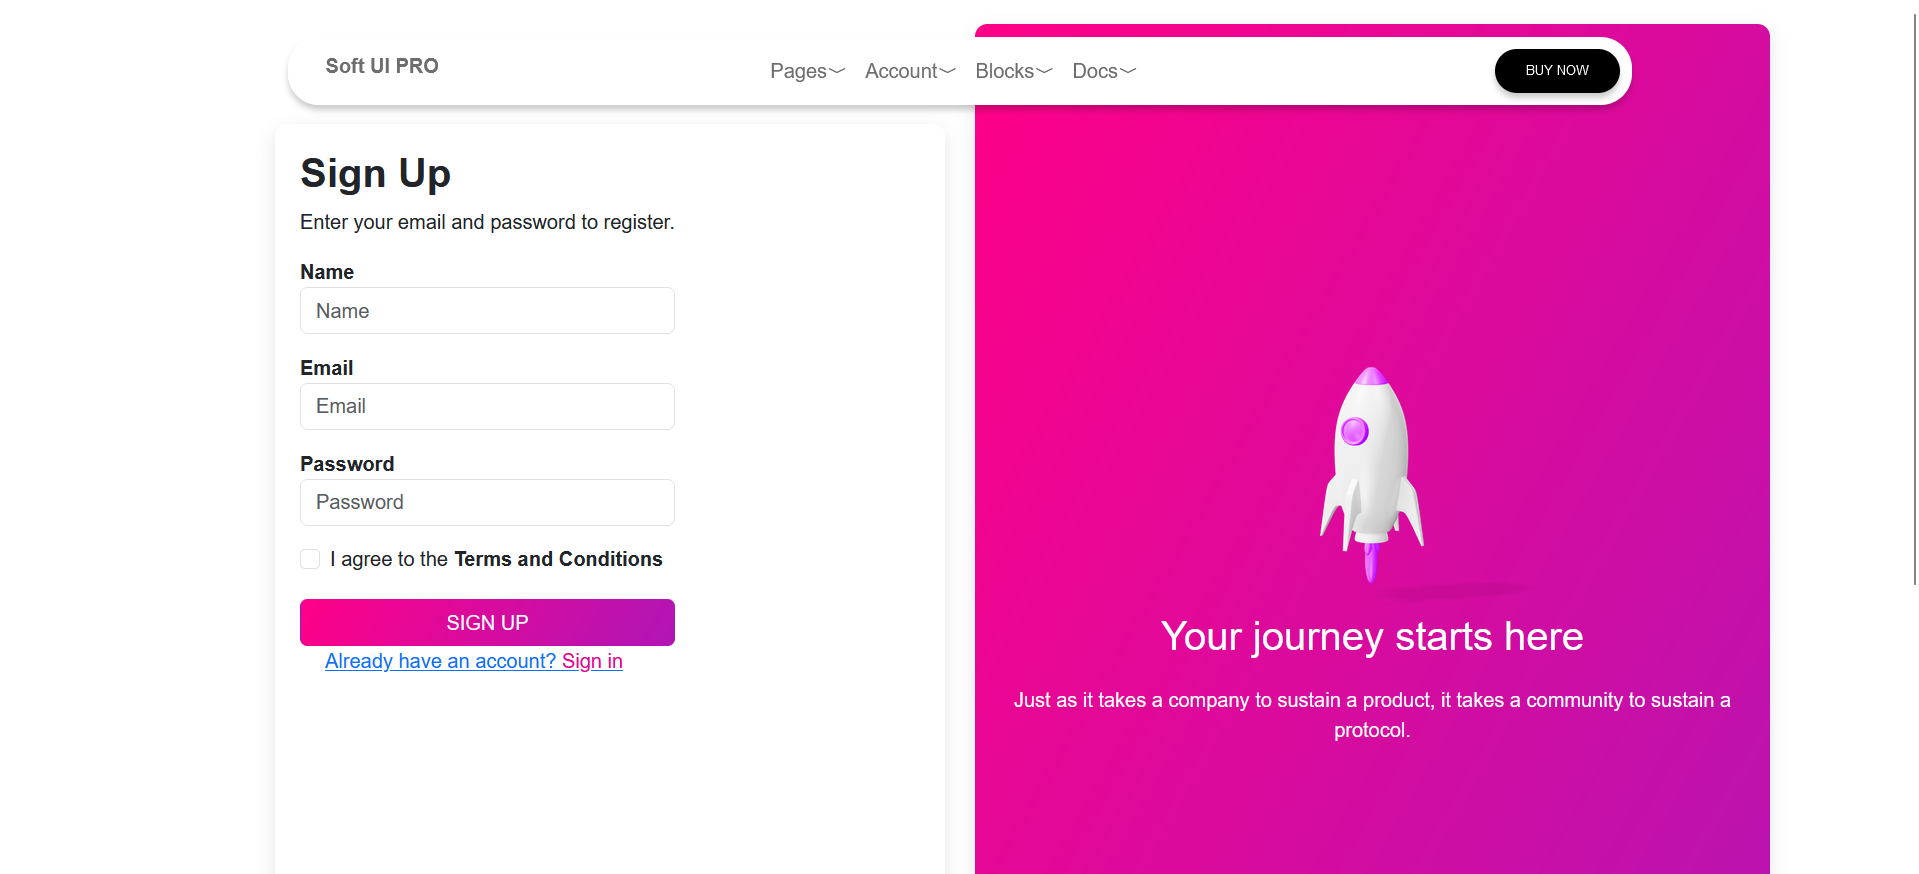 Soft UI PRO
Pages Account Blocks Docs
BUY NOW
Sign Up
Enter your email and password to register.
Name
Name
Email
Email
Password
Password
I agree to the Terms and Conditions
SIGN UP
Already have an account? Sign in
Your journey starts here
Just as it takes a company to sustain a product, it takes a community to sustain a
protocol.